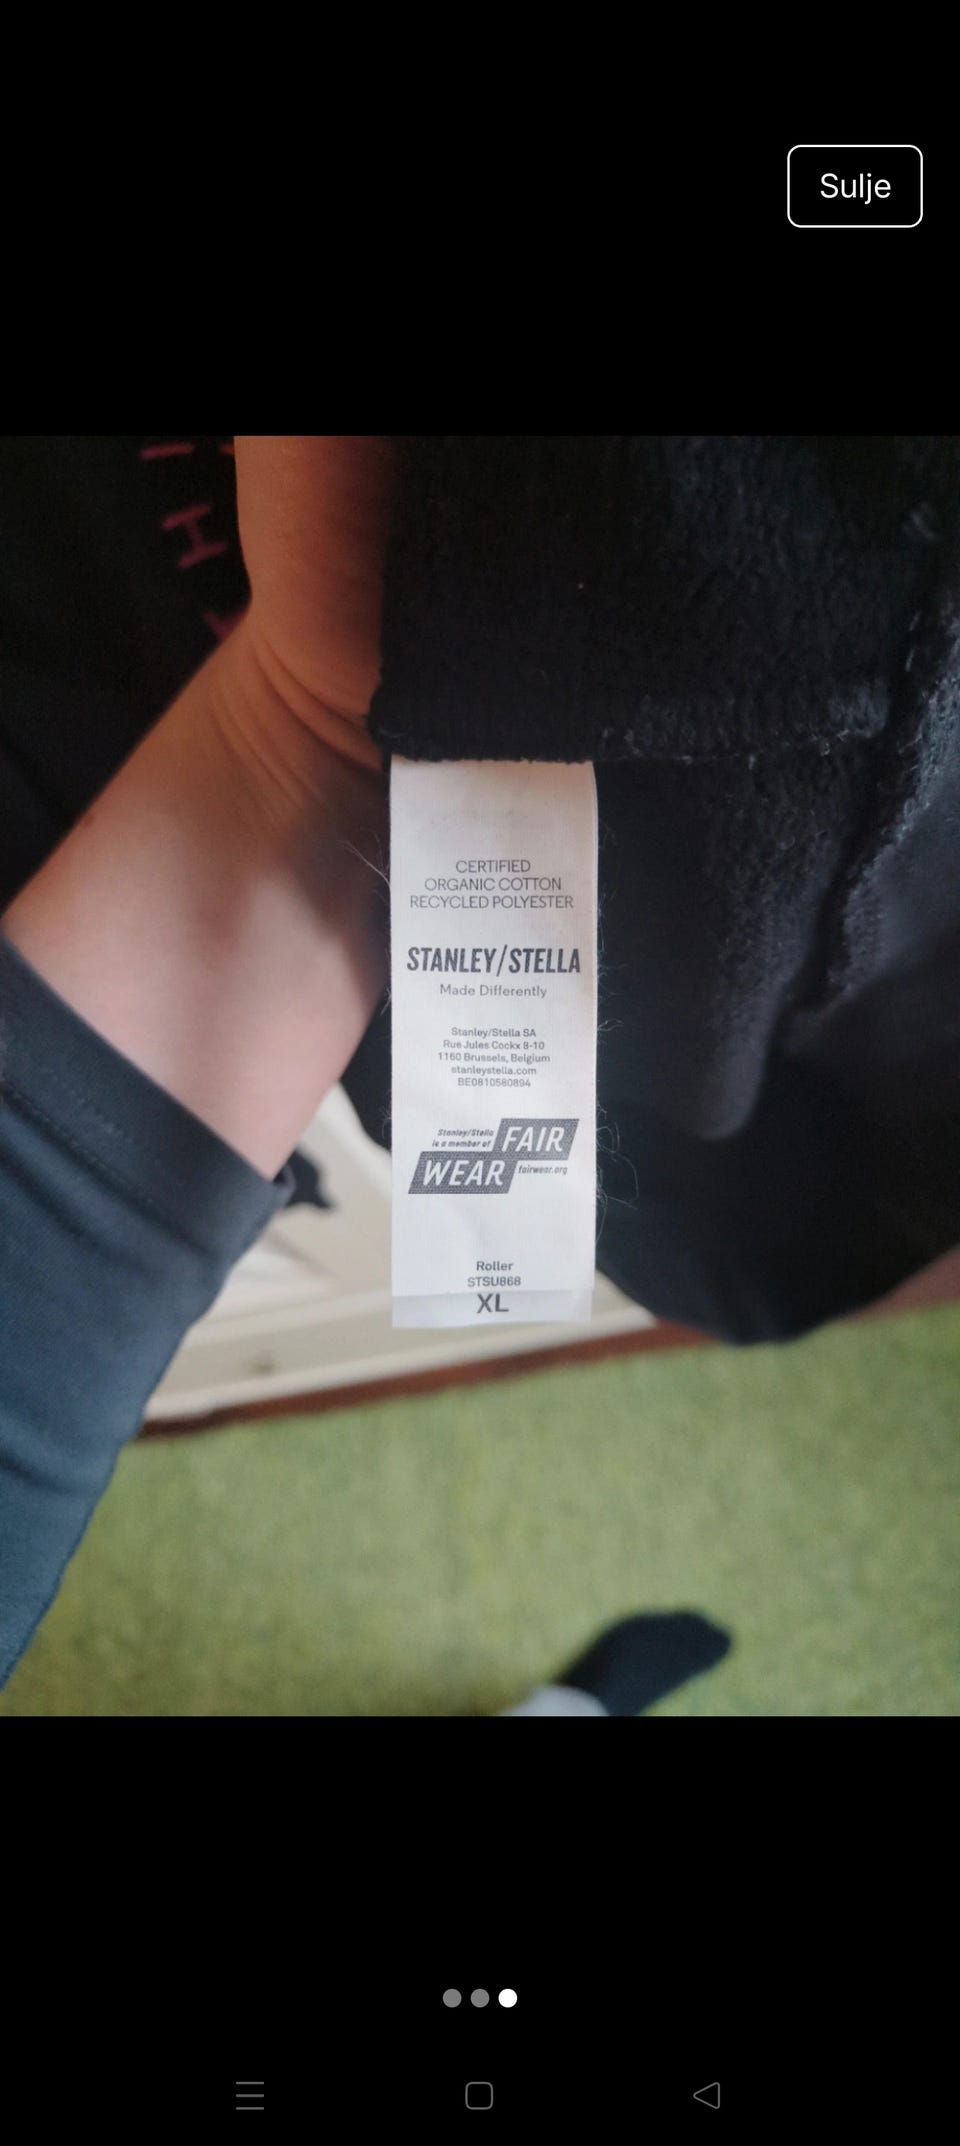 Sulje
CERTIFIED
ORGANIC COTTON
RECYCLED POLYESTER
STANLEY/STELLA
Made Differently
Stanley/Stella SA
Rue Jules Cockx 8-10
1160 Brussels, Belgium
stanleystella.com
BE0810580894
Stanley/Stella
is a member of
FAIR
WEAR
fairwear.org
Roller
STSU868
XL